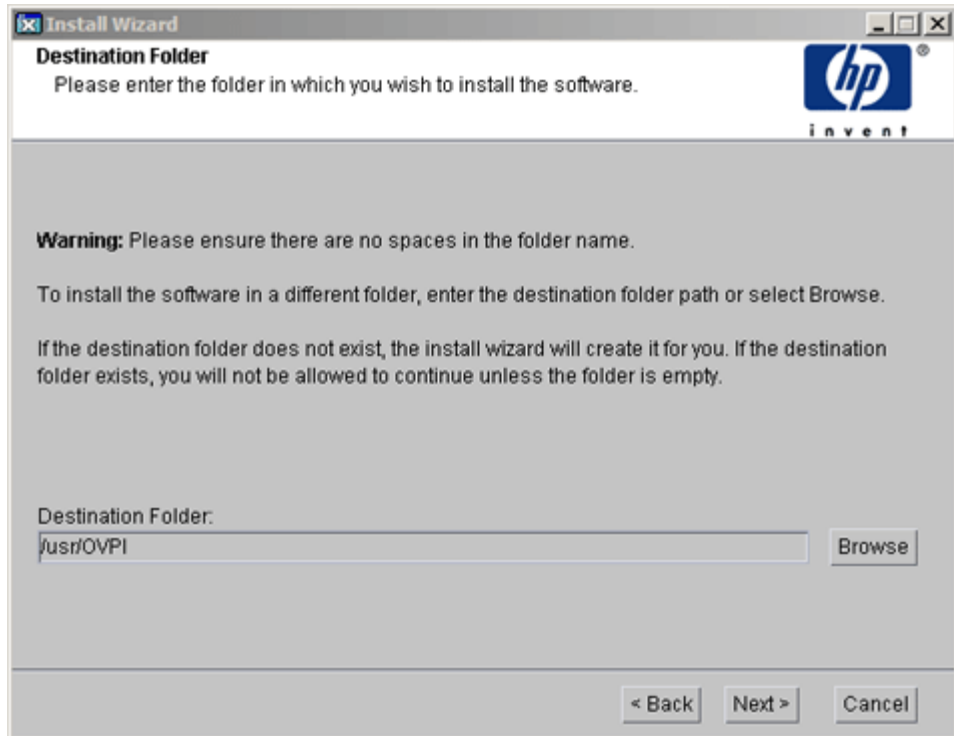 Install Wizard
Destination Folder
Please enter the folder in which you wish to install the software.
hp
®
invent
Warning: Please ensure there are no spaces in the folder name.
To install the software in a different folder, enter the destination folder path or select Browse.
If the destination folder does not exist, the install wizard will create it for you. If the destination
folder exists, you will not be allowed to continue unless the folder is empty.
Destination Folder:
/usr/OVPI
Browse
< Back
Next >
Cancel